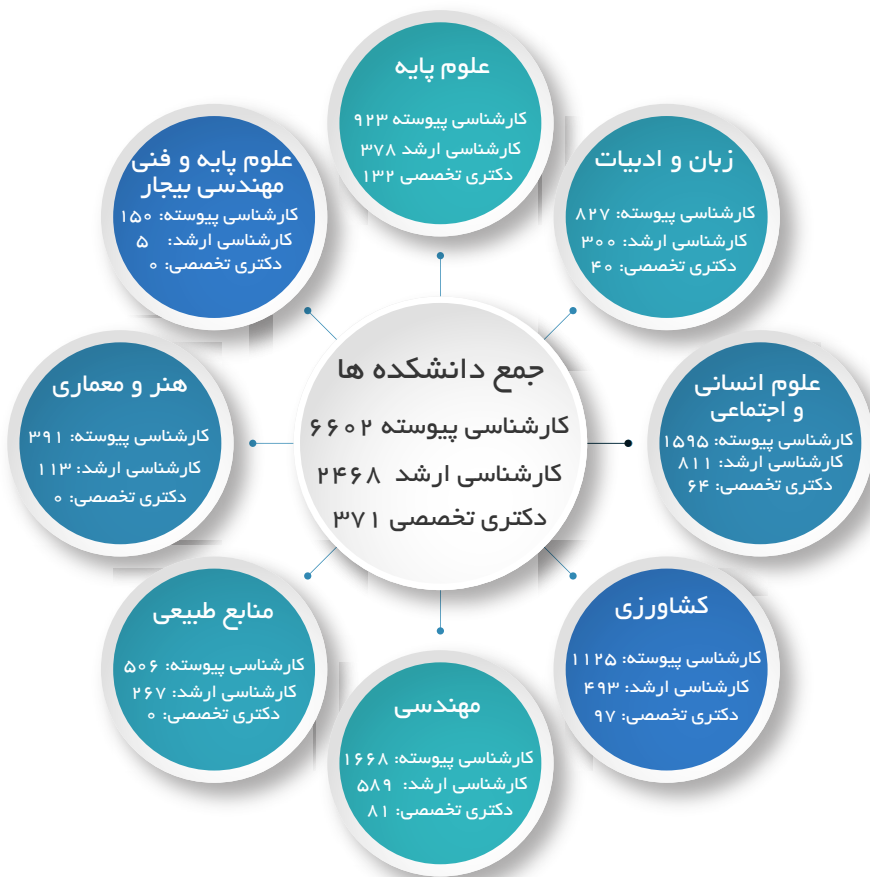 علوم پایه
کارشناسی پیوسته ۹۲۳
کارشناسی ارشد ۳۷۸
دکتری تخصصی ۱۳۲
زبان و ادبیات
کارشناسی پیوسته: ۸۲۷
کارشناسی ارشد: ۳۰۰
دکتری تخصصی: ۴۰
علوم انسانی
و اجتماعی
کارشناسی پیوسته: ۱۵۹۵
کارشناسی ارشد: ۸۱۱
دکتری تخصصی: ۶۴
کشاورزی
کارشناسی پیوسته: ۱۱۲۵
کارشناسی ارشد: ۴۹۳
دکتری تخصصی: ۹۷
مهندسی
کارشناسی پیوسته: ۱۶۶۸
کارشناسی ارشد: ۵۸۹
دکتری تخصصی: ۸۱
منابع طبیعی
کارشناسی پیوسته: ۵۰۶
کارشناسی ارشد: ۲۶۷
دکتری تخصصی: ۰
هنر و معماری
کارشناسی پیوسته: ۳۹۱
کارشناسی ارشد: ۱۱۳
دکتری تخصصی: ۰
علوم پایه و فنی
مهندسی بیجار
کارشناسی پیوسته: ۱۵۰
کارشناسی ارشد: ۵
دکتری تخصصی: ۰
جمع دانشکده ها
کارشناسی پیوسته ۶۶۰۲
کارشناسی ارشد ۲۴۶۸
دکتری تخصصی ۳۷۱